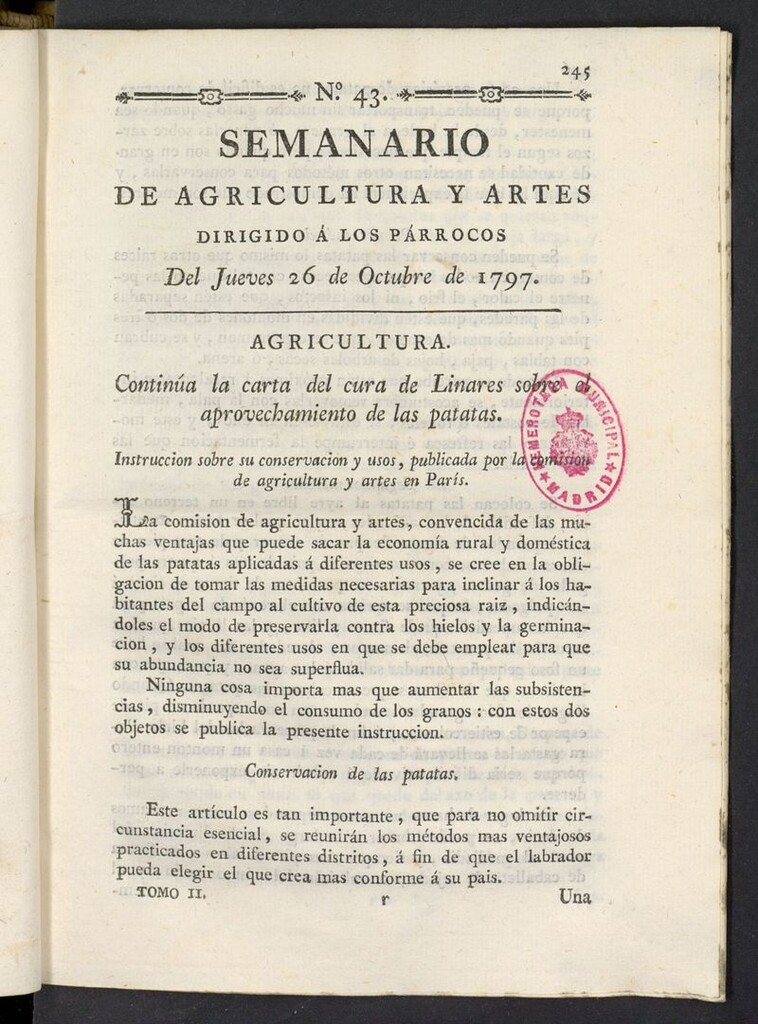 245
N.º 43.
SEMANARIO
DE AGRICULTURA Y ARTES
DIRIGIDO Á LOS PÁRROCOS
Del Jueves 26 de Octubre de 1797.
AGRICULTURA.
Continúa la carta del cura de Linares sobre el
aprovechamiento de las patatas.
HEMEROTECA MUNICIPAL
MADRID
Instruccion sobre su conservacion y usos, publicada por la comision
de agricultura y artes en París.
La comision de agricultura y artes, convencida de las mu-
chas ventajas que puede sacar la economía rural y doméstica
de las patatas aplicadas á diferentes usos, se cree en la obli-
gacion de tomar las medidas necesarias para inclinar á los ha-
bitantes del campo al cultivo de esta preciosa raiz, indicán-
doles el modo de preservarla contra los hielos y la germina-
cion, y los diferentes usos en que se debe emplear para que
su abundancia no sea superflua.
Ninguna cosa importa mas que aumentar las subsisten-
cias, disminuyendo el consumo de los granos: con estos dos
objetos se publica la presente instruccion.
Conservacion de las patatas.
Este artículo es tan importante, que para no omitir cir-
cunstancia esencial, se reunirán los métodos mas ventajosos
practicados en diferentes distritos, á fin de que el labrador
pueda elegir el que crea mas conforme á su pais.
TOMO II. r Una